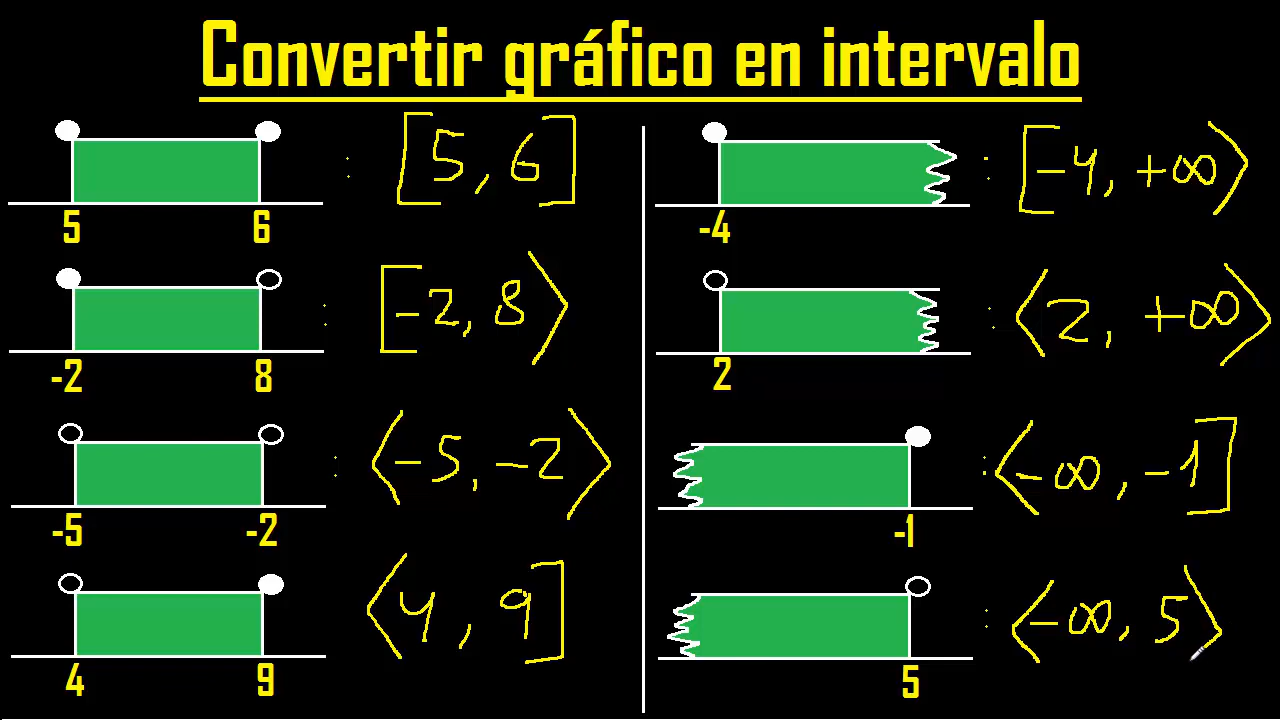 Convertir gráfico en intervalo
5 6 : [5, 6]
-2 8 : [-2, 8⟩
-5 -2 : ⟨-5, -2⟩
4 9 ⟨4, 9]
-4 : [-4, +∞⟩
2 : ⟨2, +∞⟩
-1 : ⟨-∞, -1]
5 : ⟨-∞, 5⟩